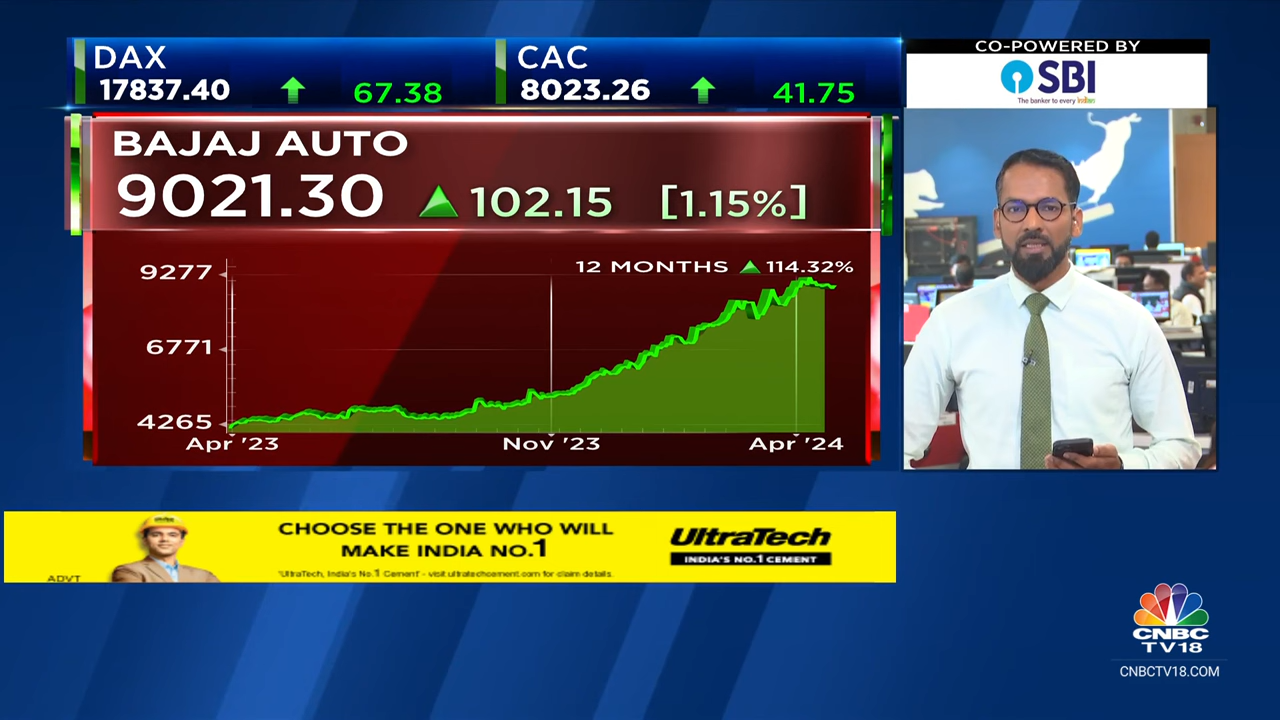 DAX
17837.40 67.38
CAC
8023.26 41.75
CO-POWERED BY
SBI
The banker to every Indian
BAJAJ AUTO
9021.30 102.15 [1.15%]
12 MONTHS 114.32%
9277
6771
4265
Apr '23 Nov '23 Apr '24
CHOOSE THE ONE WHO WILL
MAKE INDIA NO.1
'UltraTech, India's No.1 Cement' - visit ultratechcement.com for claim details.
UltraTech
INDIA'S NO.1 CEMENT
ADVT
CNBC
TV18
CNBCTV18.COM